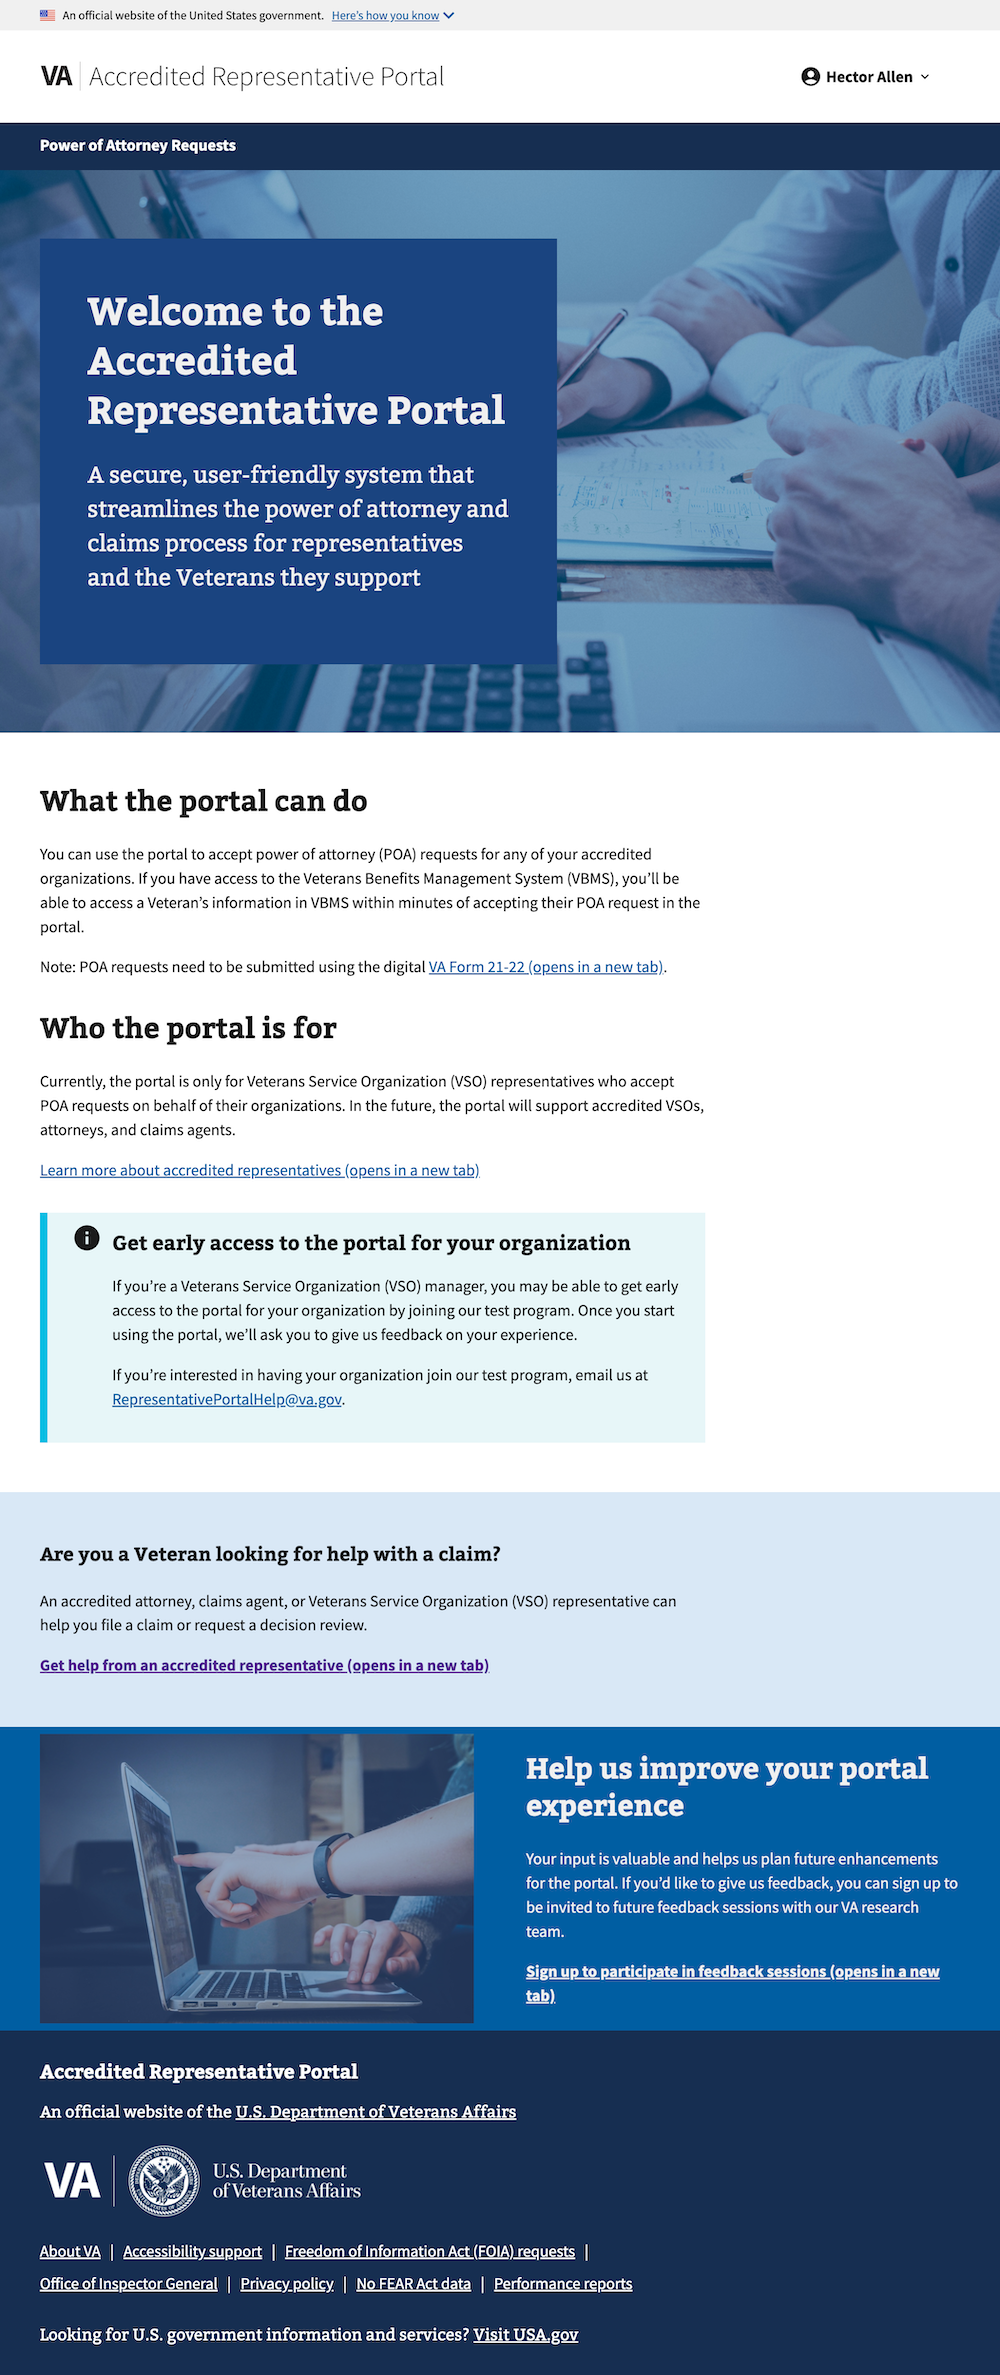 An official website of the United States government. Here's how you know
VA | Accredited Representative Portal
Hector Allen
Power of Attorney Requests
Welcome to the
Accredited
Representative Portal
A secure, user-friendly system that
streamlines the power of attorney and
claims process for representatives
and the Veterans they support
What the portal can do
You can use the portal to accept power of attorney (POA) requests for any of your accredited
organizations. If you have access to the Veterans Benefits Management System (VBMS), you'll be
able to access a Veteran's information in VBMS within minutes of accepting their POA request in the
portal.
Note: POA requests need to be submitted using the digital VA Form 21-22 (opens in a new tab).
Who the portal is for
Currently, the portal is only for Veterans Service Organization (VSO) representatives who accept
POA requests on behalf of their organizations. In the future, the portal will support accredited VSOs,
attorneys, and claims agents.
Learn more about accredited representatives (opens in a new tab)
Get early access to the portal for your organization
If you're a Veterans Service Organization (VSO) manager, you may be able to get early
access to the portal for your organization by joining our test program. Once you start
using the portal, we'll ask you to give us feedback on your experience.
If you're interested in having your organization join our test program, email us at
RepresentativePortalHelp@va.gov.
Are you a Veteran looking for help with a claim?
An accredited attorney, claims agent, or Veterans Service Organization (VSO) representative can
help you file a claim or request a decision review.
Get help from an accredited representative (opens in a new tab)
Help us improve your portal
experience
Your input is valuable and helps us plan future enhancements
for the portal. If you'd like to give us feedback, you can sign up to
be invited to future feedback sessions with our VA research
team.
Sign up to participate in feedback sessions (opens in a new
tab)
Accredited Representative Portal
An official website of the U.S. Department of Veterans Affairs
VA
U.S. Department
of Veterans Affairs
About VA | Accessibility support | Freedom of Information Act (FOIA) requests |
Office of Inspector General | Privacy policy | No FEAR Act data | Performance reports
Looking for U.S. government information and services? Visit USA.gov